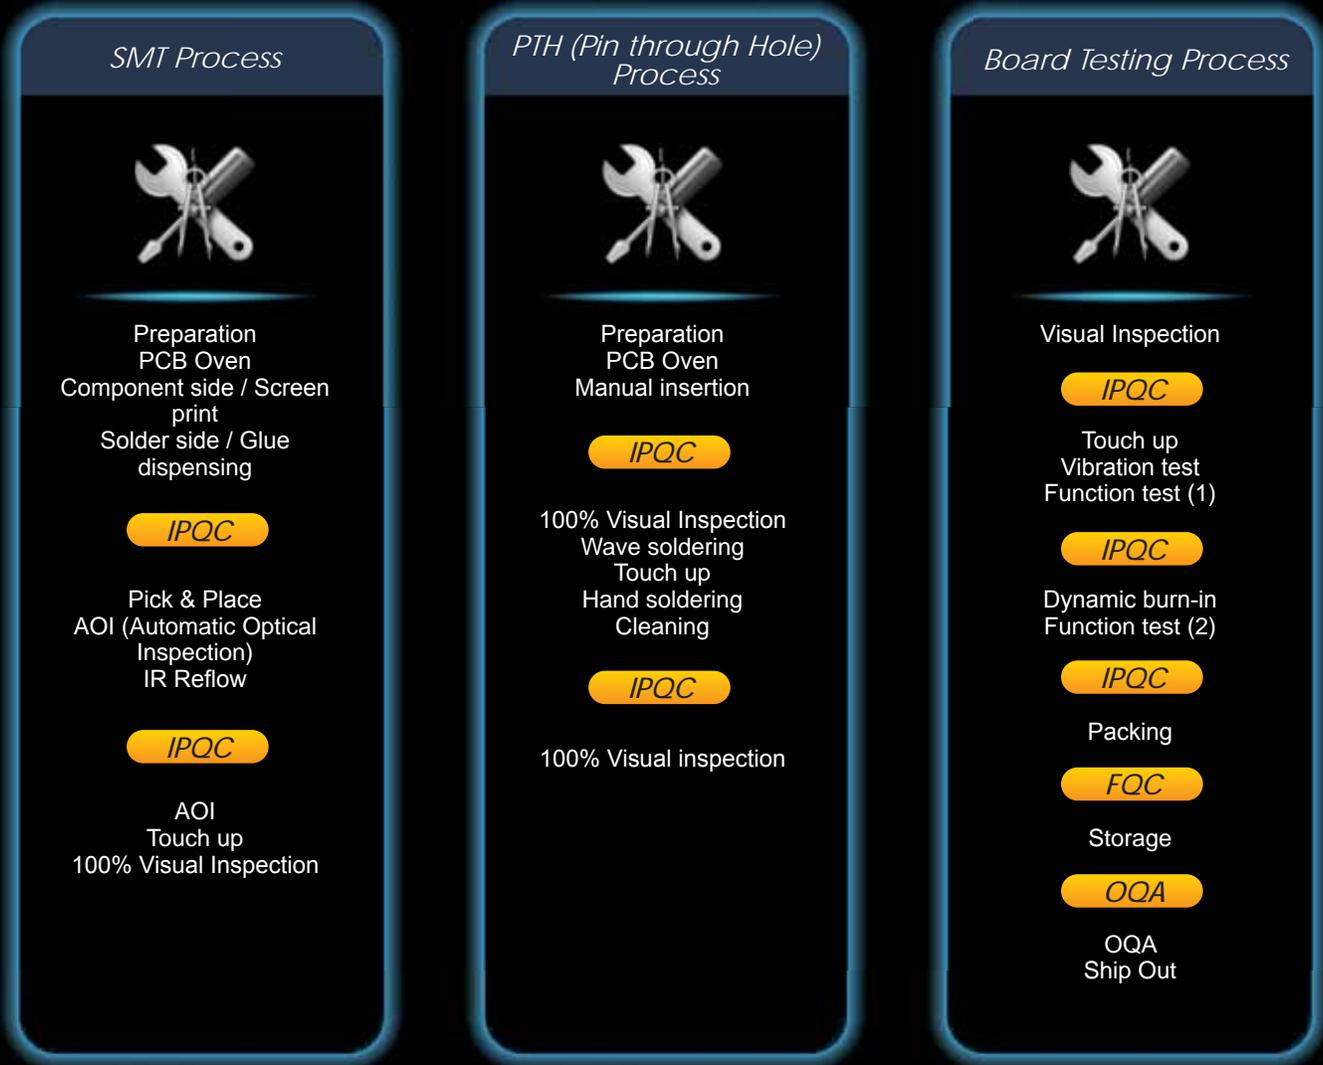 SMT Process
Preparation
PCB Oven
Component side / Screen
print
Solder side / Glue
dispensing
IPQC
Pick & Place
AOI (Automatic Optical
Inspection)
IR Reflow
IPQC
AOI
Touch up
100% Visual Inspection
PTH (Pin through Hole)
Process
Preparation
PCB Oven
Manual insertion
IPQC
100% Visual Inspection
Wave soldering
Touch up
Hand soldering
Cleaning
IPQC
100% Visual inspection
Board Testing Process
Visual Inspection
IPQC
Touch up
Vibration test
Function test (1)
IPQC
Dynamic burn-in
Function test (2)
IPQC
Packing
FQC
Storage
OQA
OQA
Ship Out